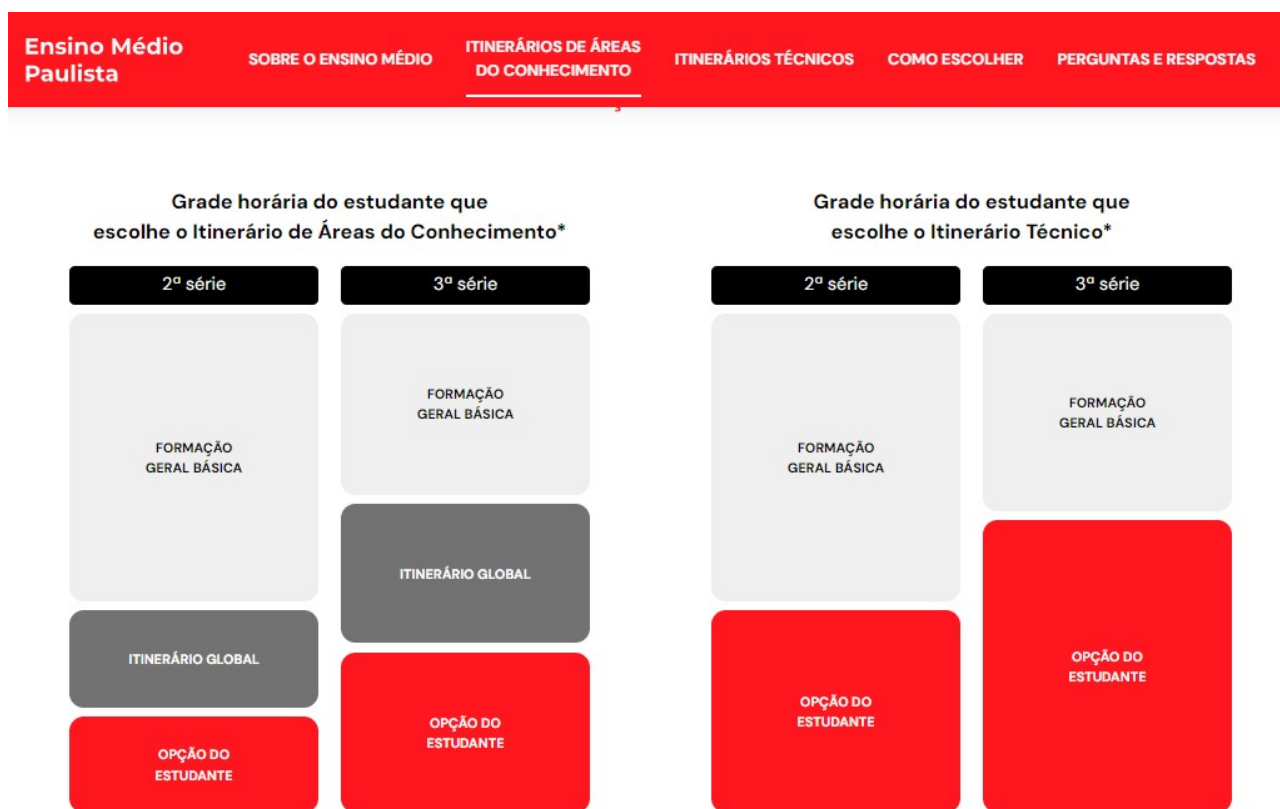 Ensino Médio
Paulista
SOBRE O ENSINO MÉDIO
ITINERÁRIOS DE ÁREAS
DO CONHECIMENTO
ITINERÁRIOS TÉCNICOS
COMO ESCOLHER
PERGUNTAS E RESPOSTAS
Grade horária do estudante que
escolhe o Itinerário de Áreas do Conhecimento*
2ª série
3ª série
FORMAÇÃO
GERAL BÁSICA
FORMAÇÃO
GERAL BÁSICA
ITINERÁRIO GLOBAL
ITINERÁRIO GLOBAL
OPÇÃO DO
ESTUDANTE
OPÇÃO DO
ESTUDANTE
Grade horária do estudante que
escolhe o Itinerário Técnico*
2ª série
3ª série
FORMAÇÃO
GERAL BÁSICA
FORMAÇÃO
GERAL BÁSICA
OPÇÃO DO
ESTUDANTE
OPÇÃO DO
ESTUDANTE